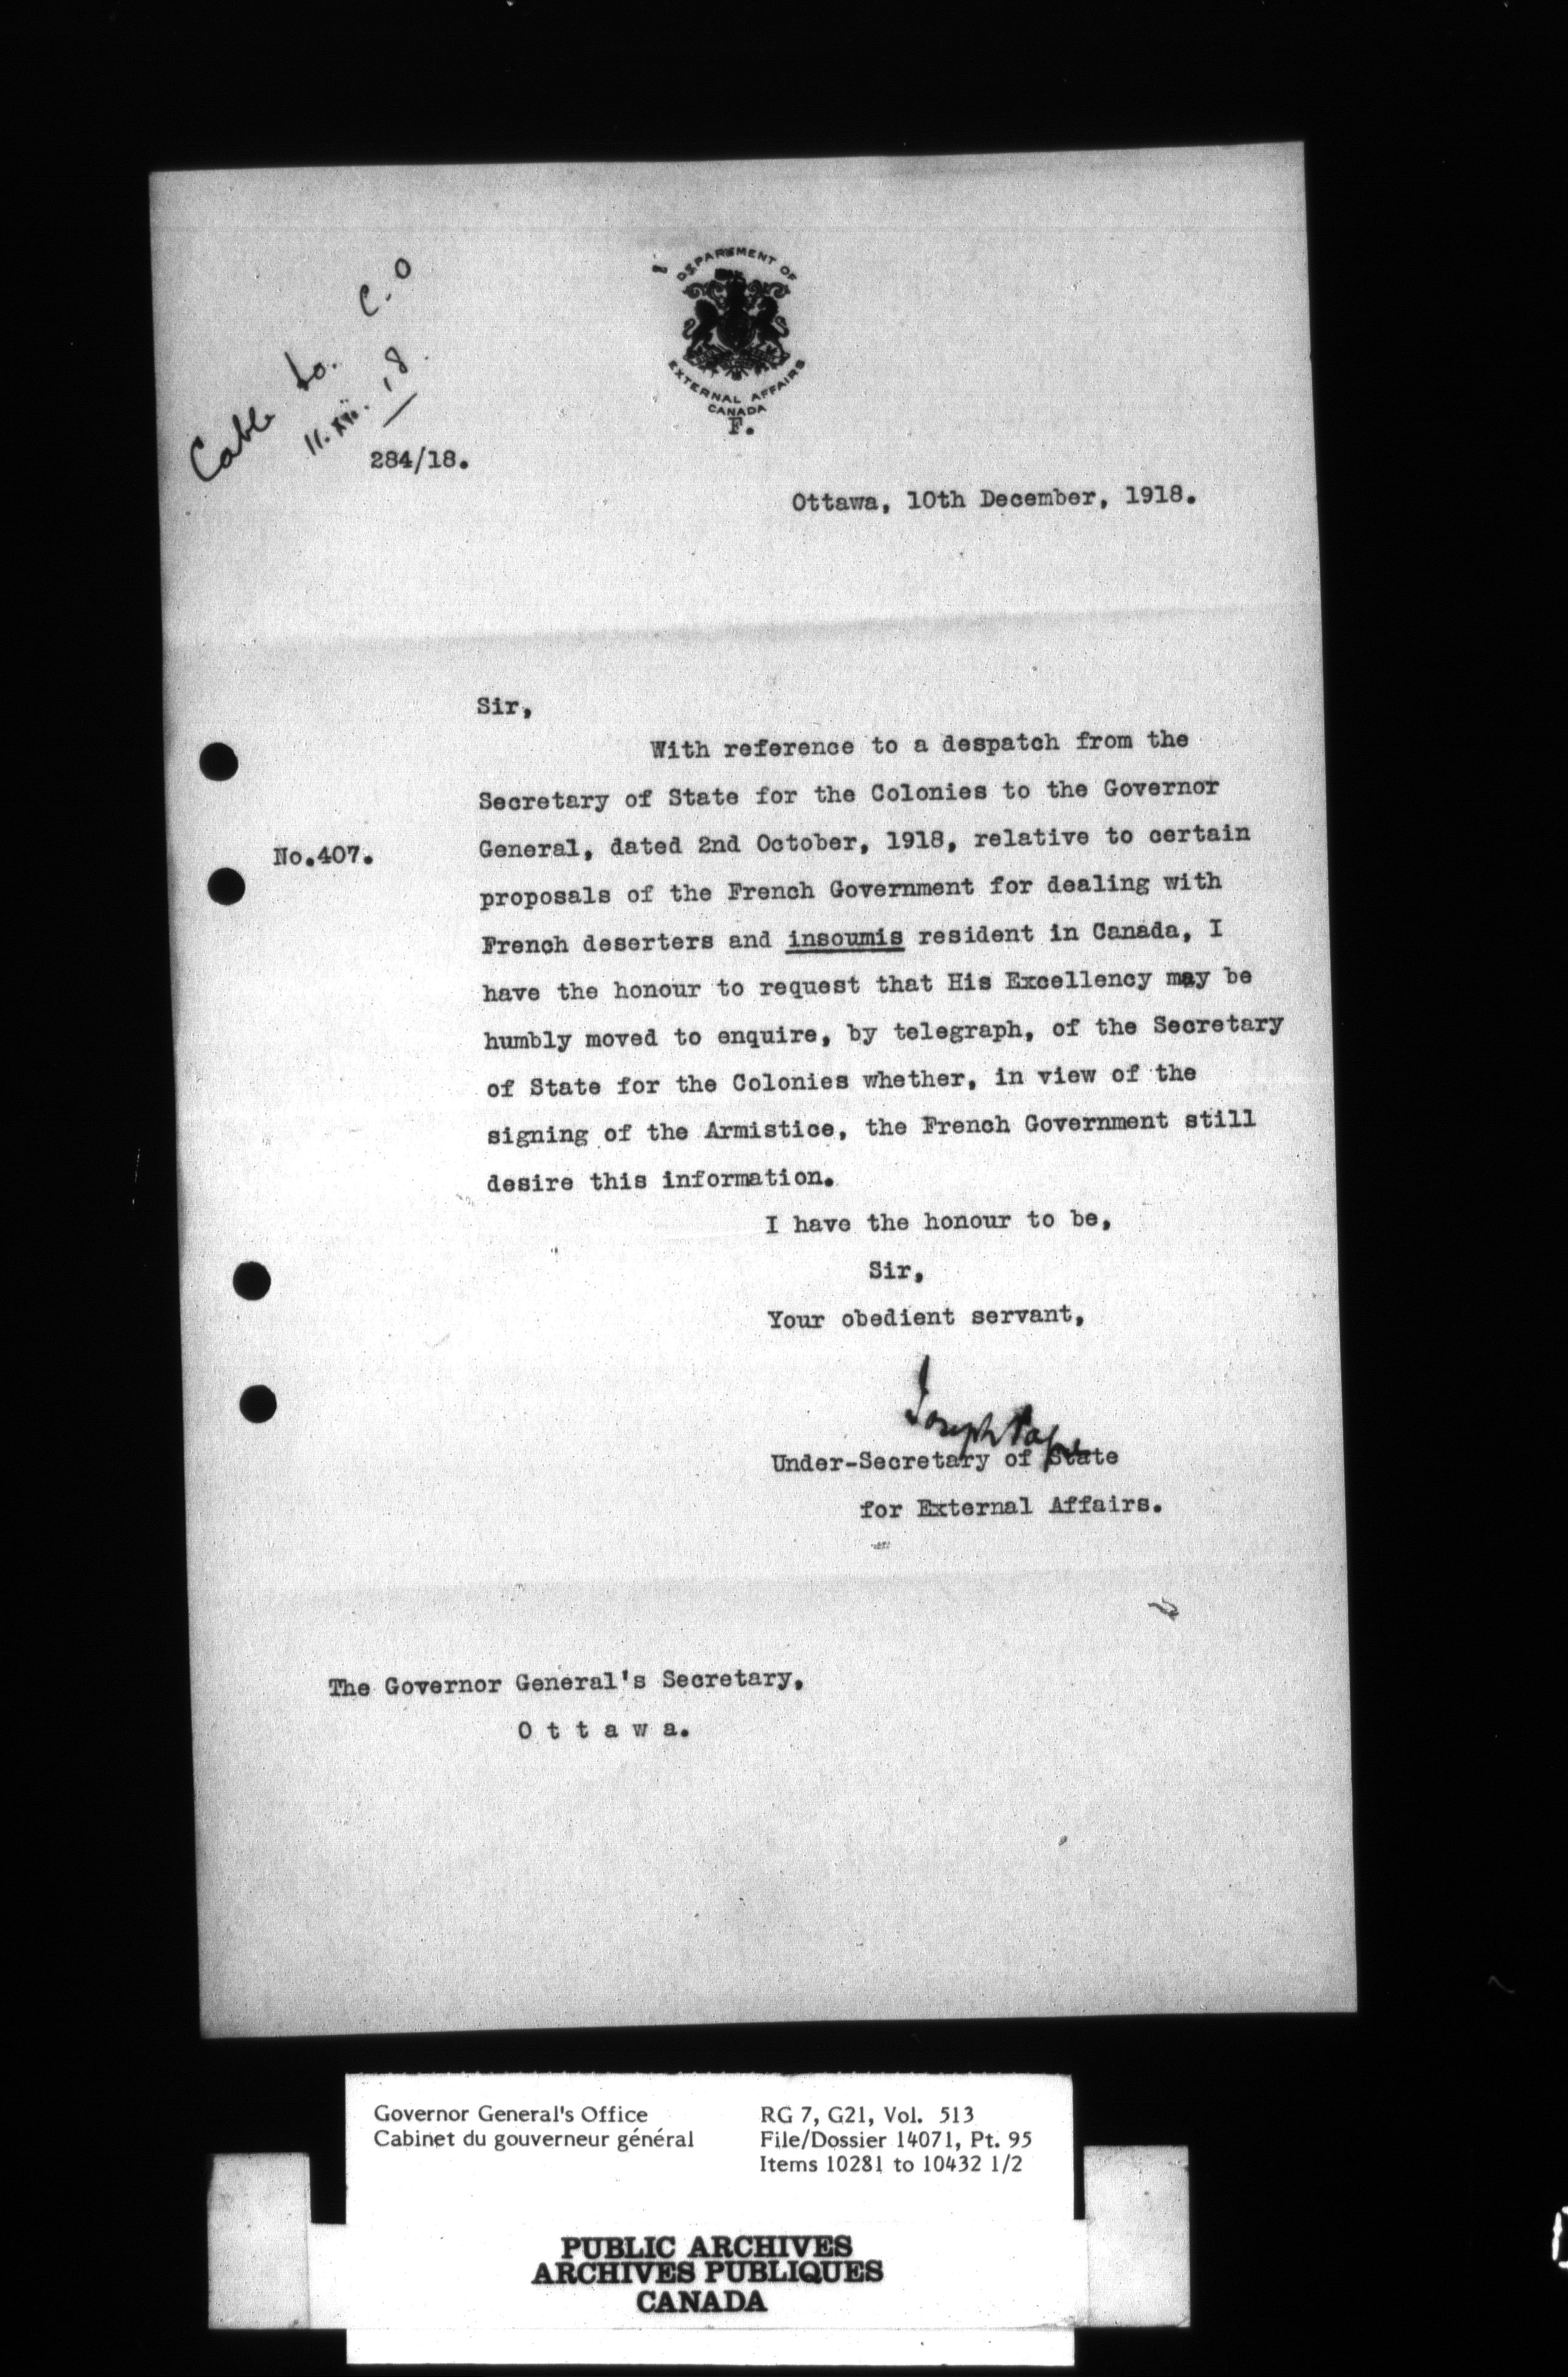 Cable to. C.O
11.xii.18.
DEPARTMENT OF
EXTERNAL AFFAIRS
CANADA
F.
284/18.
Ottawa, 10th December, 1918.
Sir,
With reference to a despatch from the
Secretary of State for the Colonies to the Governor
No.407.
General, dated 2nd October, 1918, relative to certain
proposals of the French Government for dealing with
French deserters and insoumis resident in Canada, I
have the honour to request that His Excellency may be
humbly moved to enquire, by telegraph, of the Secretary
of State for the Colonies whether, in view of the
signing of the Armistice, the French Government still
desire this information.
I have the honour to be,
Sir,
Your obedient servant,
Joseph Pope
Under-Secretary of State
for External Affairs.
The Governor General's Secretary,
O t t a w a.
Governor General's Office
Cabinet du gouverneur général
RG 7, G21, Vol. 513
File/Dossier 14071, Pt. 95
Items 10281 to 10432 1/2
PUBLIC ARCHIVES
ARCHIVES PUBLIQUES
CANADA